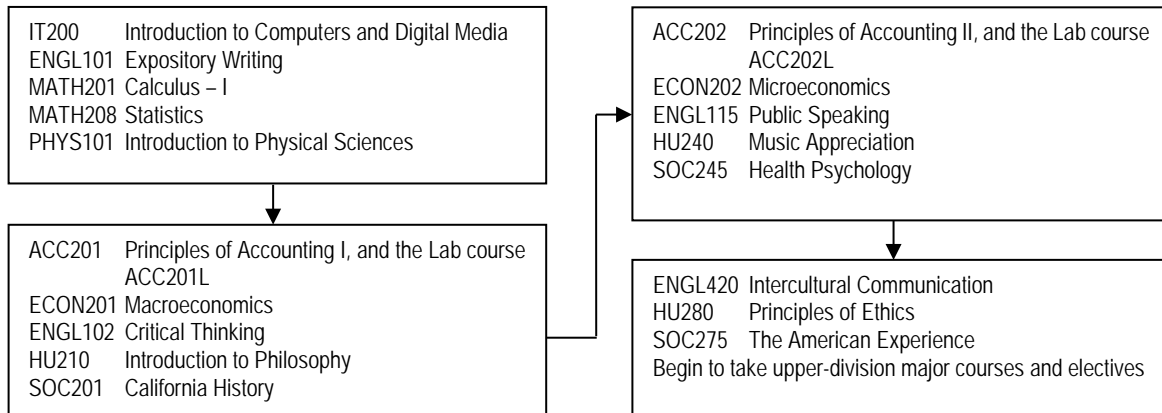 IT200 Introduction to Computers and Digital Media
ENGL101 Expository Writing
MATH201 Calculus – I
MATH208 Statistics
PHYS101 Introduction to Physical Sciences
ACC201 Principles of Accounting I, and the Lab course
ACC201L
ECON201 Macroeconomics
ENGL102 Critical Thinking
HU210 Introduction to Philosophy
SOC201 California History
ACC202 Principles of Accounting II, and the Lab course
ACC202L
ECON202 Microeconomics
ENGL115 Public Speaking
HU240 Music Appreciation
SOC245 Health Psychology
ENGL420 Intercultural Communication
HU280 Principles of Ethics
SOC275 The American Experience
Begin to take upper-division major courses and electives